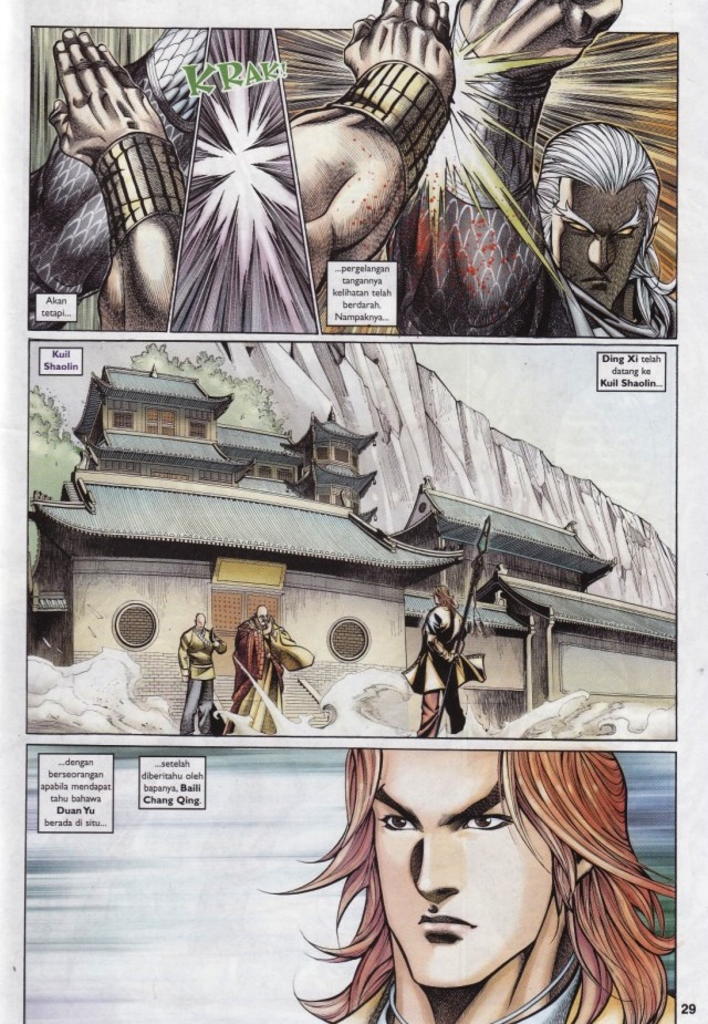 KRAK!
Akan
tetapi...
...pergelangan
tangannya
kelihatan telah
berdarah.
Nampaknya...
Kuil
Shaolin
Ding Xi telah
datang ke
Kuil Shaolin...
...dengan
berseorangan
apabila mendapat
tahu bahawa
Duan Yu
berada di situ...
...setelah
diberitahu oleh
bapanya, Baili
Chang Qing.
29